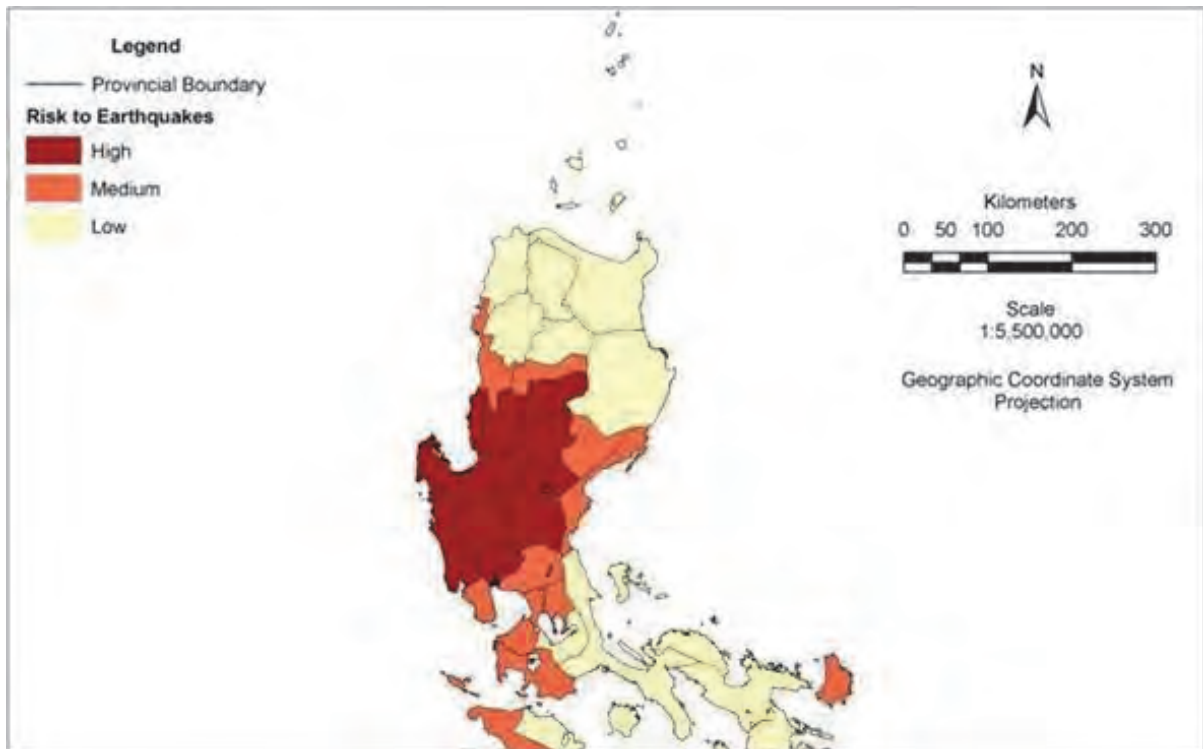 Legend
Provincial Boundary
Risk to Earthquakes
High
Medium
Low
N
Kilometers
0 50 100 200 300
Scale
1:5,500,000
Geographic Coordinate System
Projection